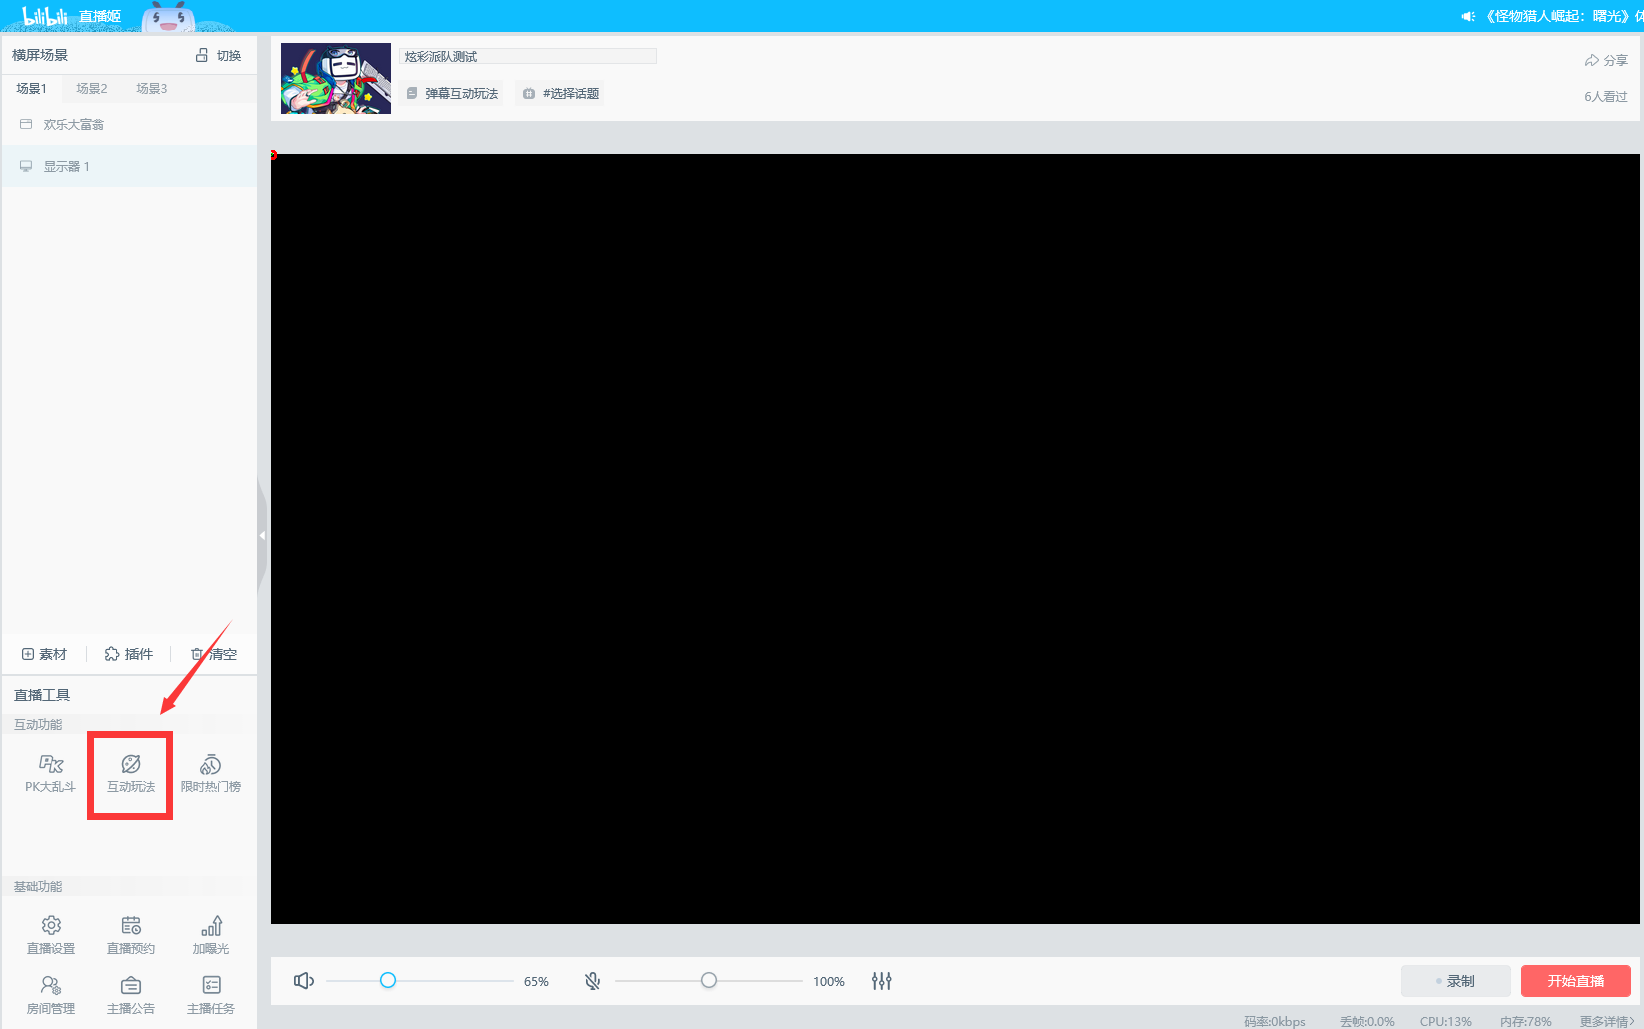 bilibili 直播姬
《怪物猎人崛起：曙光》体
横屏场景 切换
场景1 场景2 场景3
欢乐大富翁
显示器 1
炫彩派队测试
弹幕互动玩法 #选择话题
分享
6人看过
素材 插件 清空
直播工具
互动功能
PK大乱斗 互动玩法 限时热门榜
基础功能
直播设置 直播预约 加曝光
房间管理 主播公告 主播任务
65% 100% 录制 开始直播
码率:0kbps 丢帧:0.0% CPU:13% 内存:78% 更多详情>